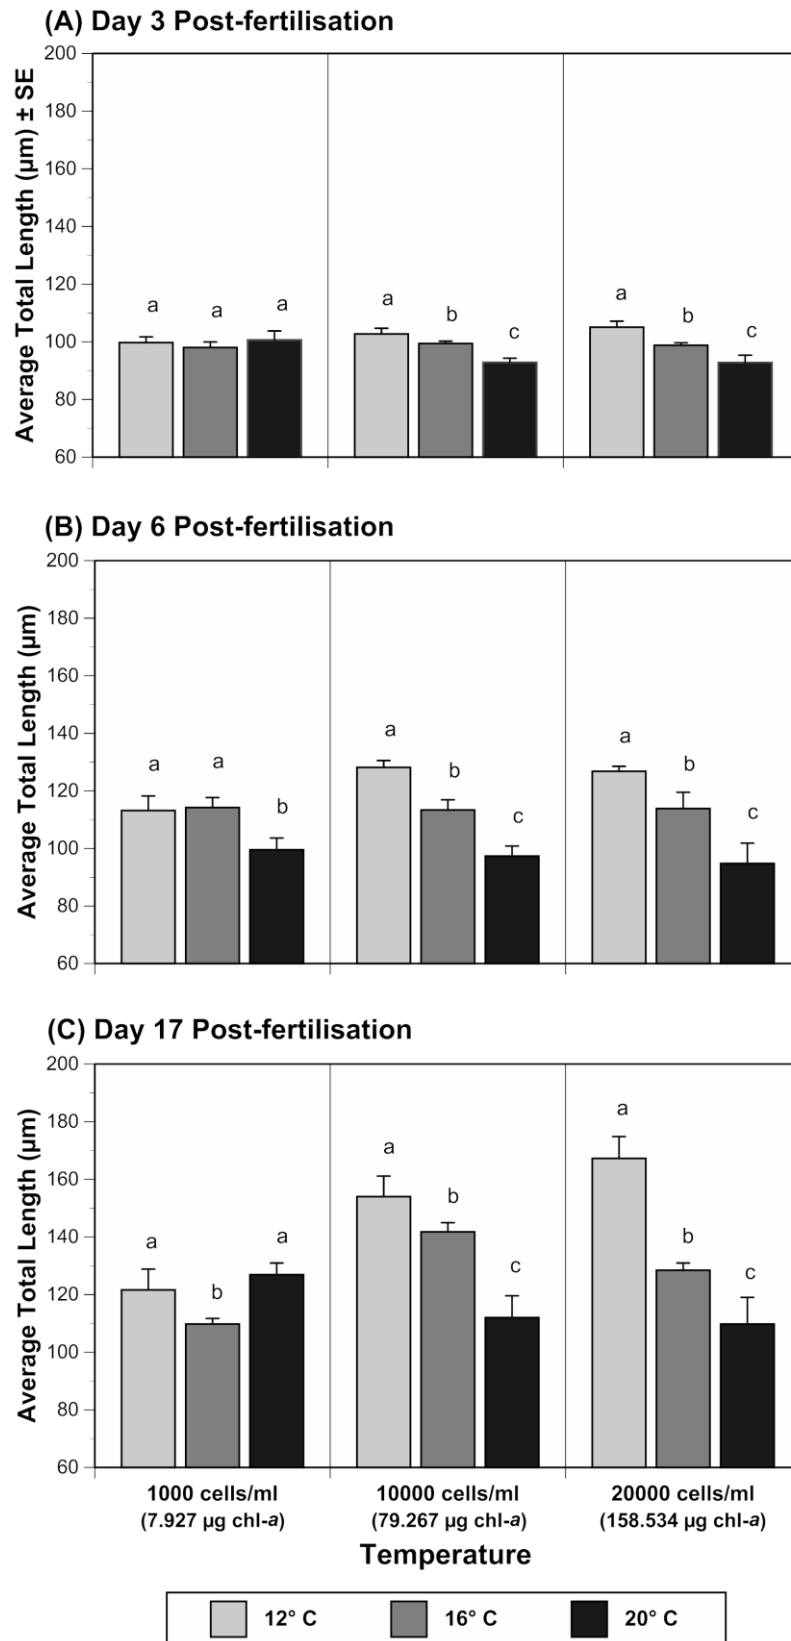 (A) Day 3 Post-fertilisation
Average Total Length (µm) ± SE
200
180
160
140
120
100
80
60
a a a
a b c
a b c
(B) Day 6 Post-fertilisation
Average Total Length (µm)
200
180
160
140
120
100
80
60
a a b
a b c
a b c
(C) Day 17 Post-fertilisation
Average Total Length (µm)
200
180
160
140
120
100
80
60
a b a
a b c
a b c
1000 cells/ml 10000 cells/ml 20000 cells/ml
(7.927 µg chl-a) (79.267 µg chl-a) (158.534 µg chl-a)
Temperature
12° C 16° C 20° C